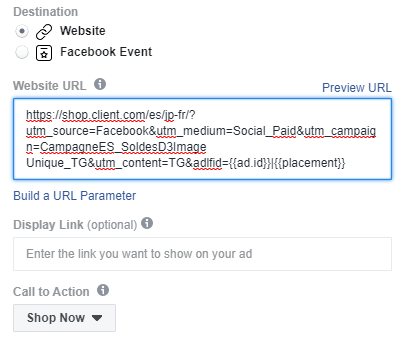 Destination
Website
Facebook Event
Website URL
Preview URL
https://shop.client.com/es/jp-fr/?
utm_source=Facebook&utm_medium=Social_Paid&utm_campaig
n=CampagneES_SoldesD3Image
Unique_TG&utm_content=TG&adlfid={{ad.id}}|{{placement}}
Build a URL Parameter
Display Link (optional)
Enter the link you want to show on your ad
Call to Action
Shop Now